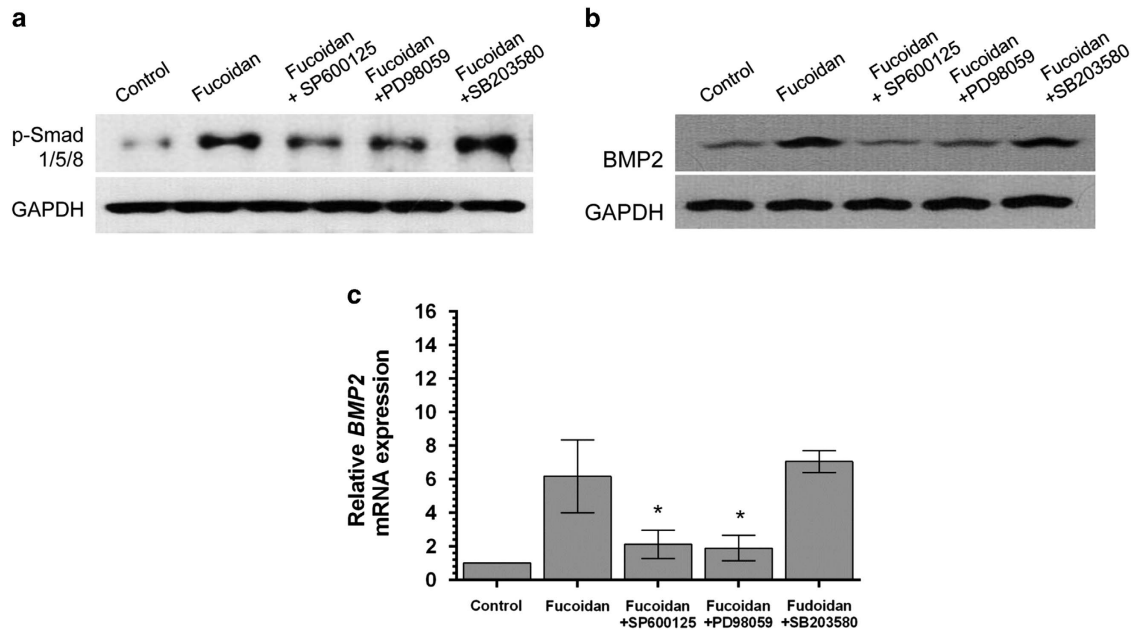 a
Control
Fucoidan
Fucoidan
+ SP600125
Fucoidan
+PD98059
Fucoidan
+SB203580
p-Smad
1/5/8
GAPDH
b
Control
Fucoidan
Fucoidan
+ SP600125
Fucoidan
+PD98059
Fucoidan
+SB203580
BMP2
GAPDH
c
Relative BMP2
mRNA expression
16
14
12
10
8
6
4
2
0
*
*
Control
Fucoidan
Fucoidan
+SP600125
Fucoidan
+PD98059
Fudoidan
+SB203580